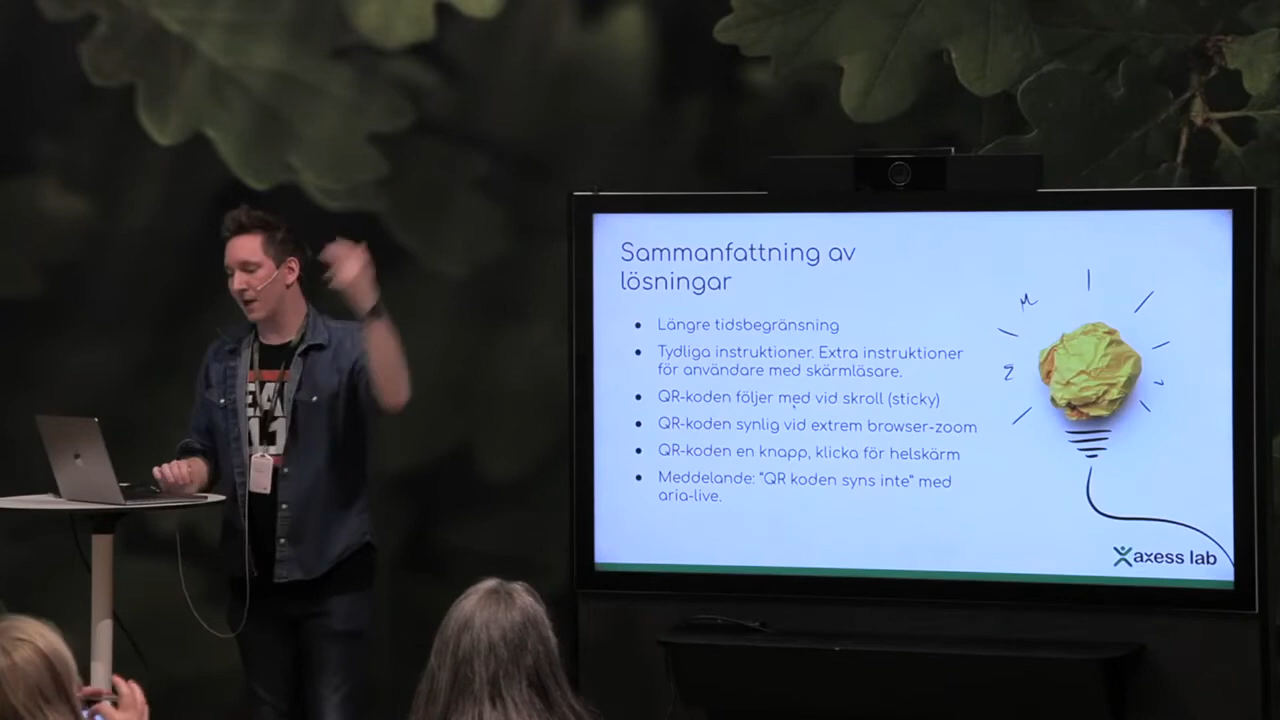 Sammanfattning av
lösningar
• Längre tidsbegränsning
• Tydliga instruktioner. Extra instruktioner
för användare med skärmläsare.
• QR-koden följer med vid skroll (sticky)
• QR-koden synlig vid extrem browser-zoom
• QR-koden en knapp, klicka för helskärm
• Meddelande: "QR koden syns inte" med
aria-live.
axess lab